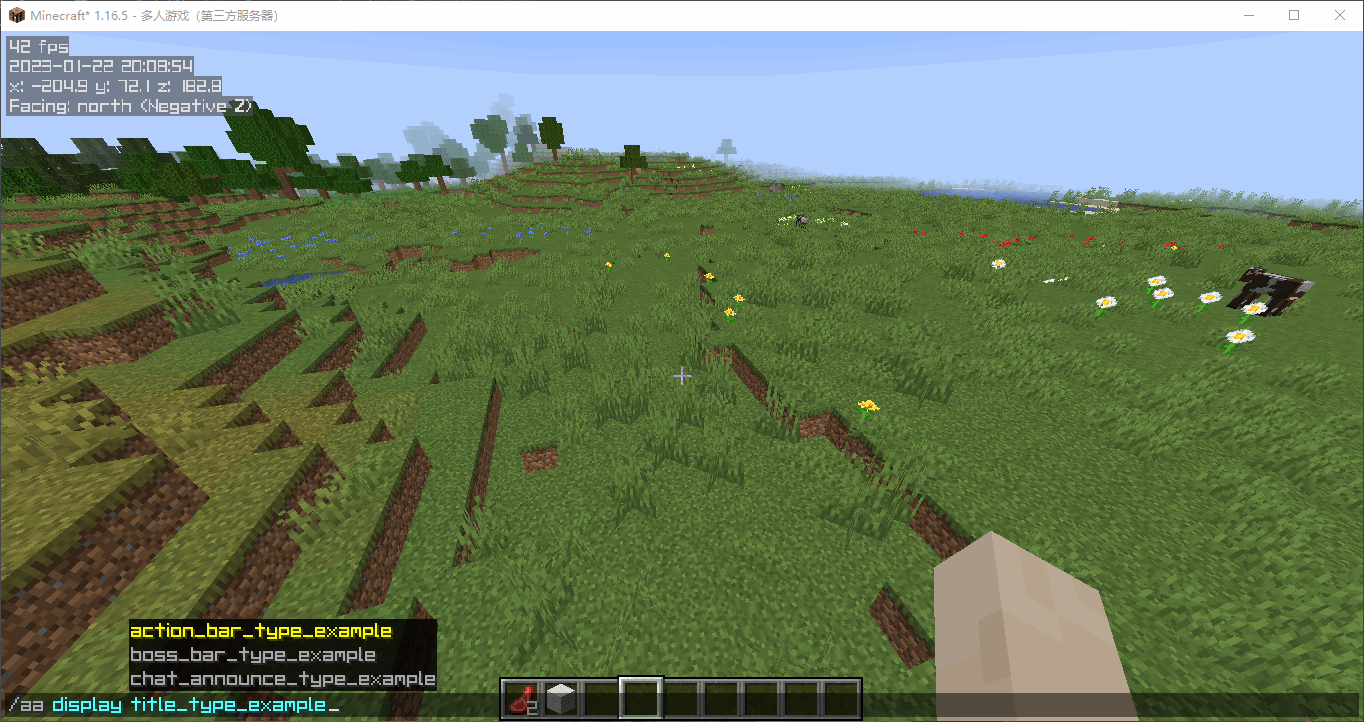 Minecraft* 1.16.5 - 多人游戏（第三方服务器）
42 fps
2023-01-22 20:08:54
x: -204.9 y: 72.1 z: 182.8
Facing: north (Negative Z)
action_bar_type_example
boss_bar_type_example
chat_announce_type_example
/aa display title_type_example_
2